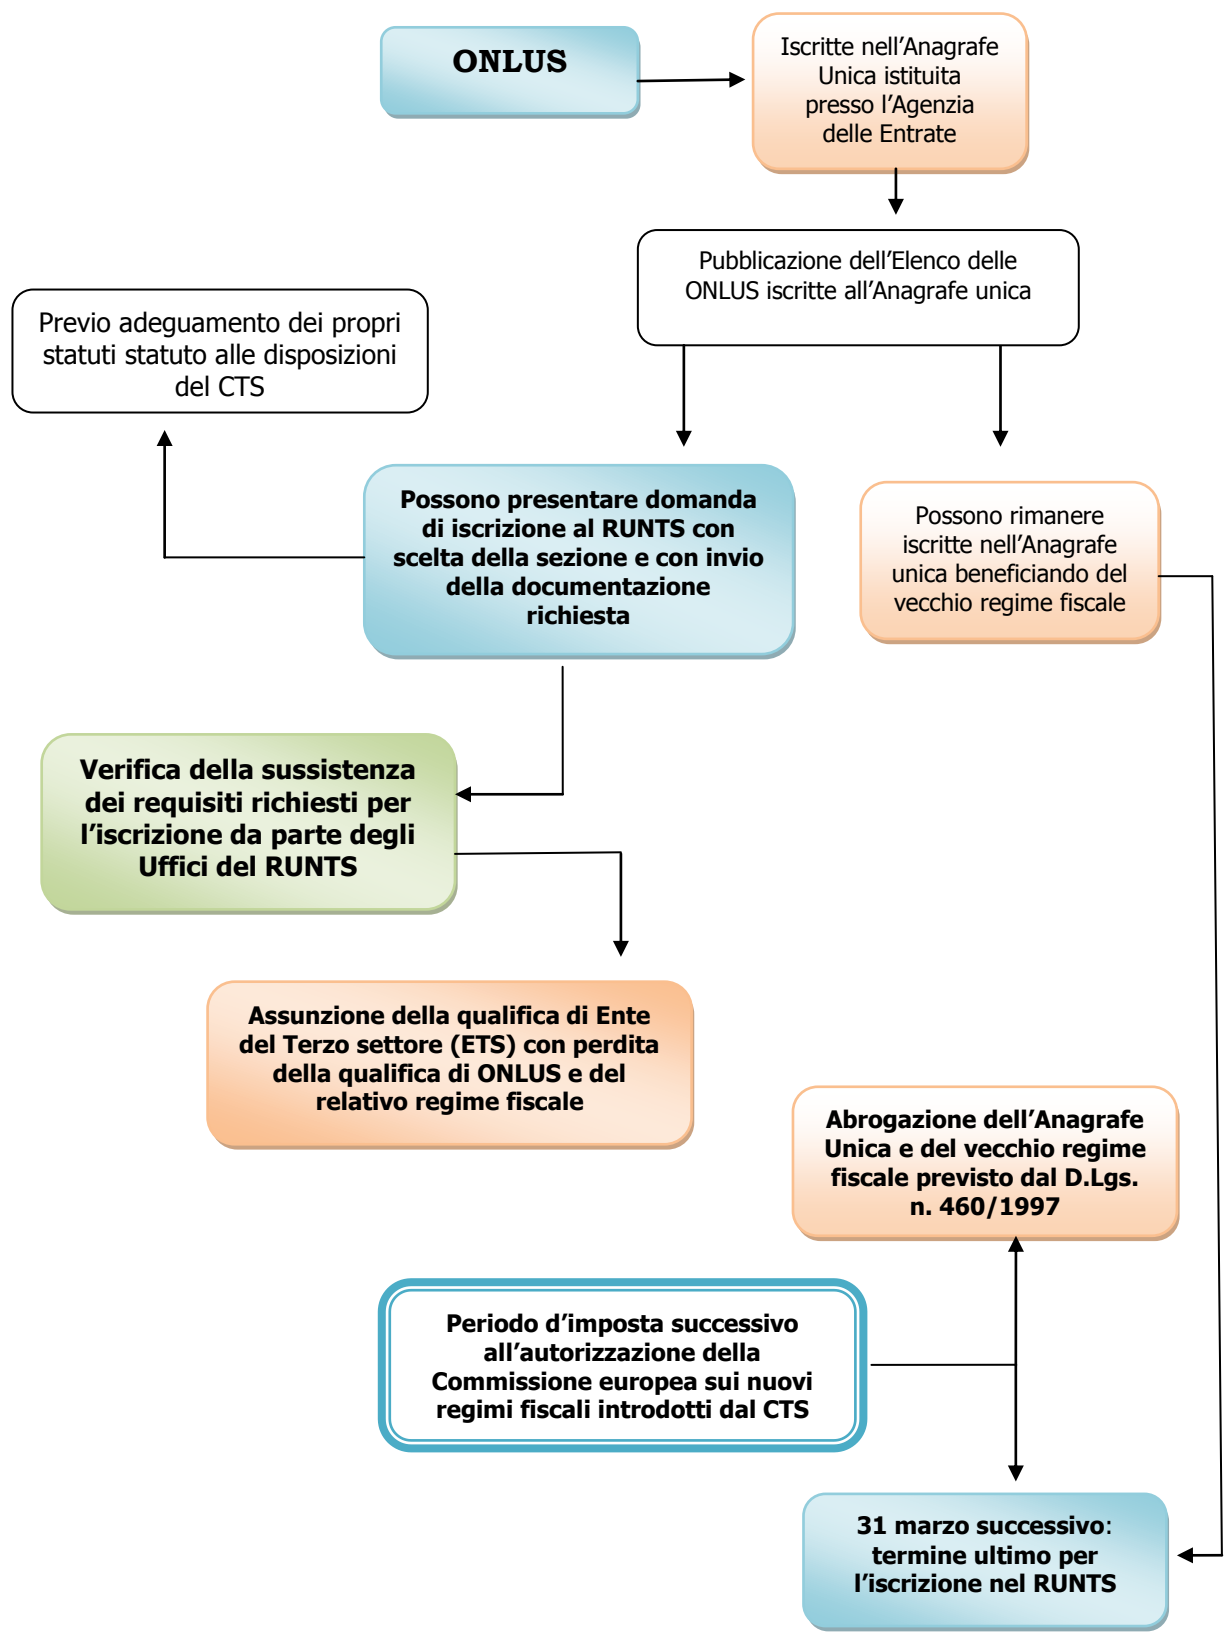 ONLUS
Iscritte nell'Anagrafe
Unica istituita
presso l'Agenzia
delle Entrate
Pubblicazione dell'Elenco delle
ONLUS iscritte all'Anagrafe unica
Previo adeguamento dei propri
statuti statuto alle disposizioni
del CTS
Possono presentare domanda
di iscrizione al RUNTS con
scelta della sezione e con invio
della documentazione
richiesta
Possono rimanere
iscritte nell'Anagrafe
unica beneficiando del
vecchio regime fiscale
Verifica della sussistenza
dei requisiti richiesti per
l'iscrizione da parte degli
Uffici del RUNTS
Assunzione della qualifica di Ente
del Terzo settore (ETS) con perdita
della qualifica di ONLUS e del
relativo regime fiscale
Abrogazione dell'Anagrafe
Unica e del vecchio regime
fiscale previsto dal D.Lgs.
n. 460/1997
Periodo d'imposta successivo
all'autorizzazione della
Commissione europea sui nuovi
regimi fiscali introdotti dal CTS
31 marzo successivo:
termine ultimo per
l'iscrizione nel RUNTS